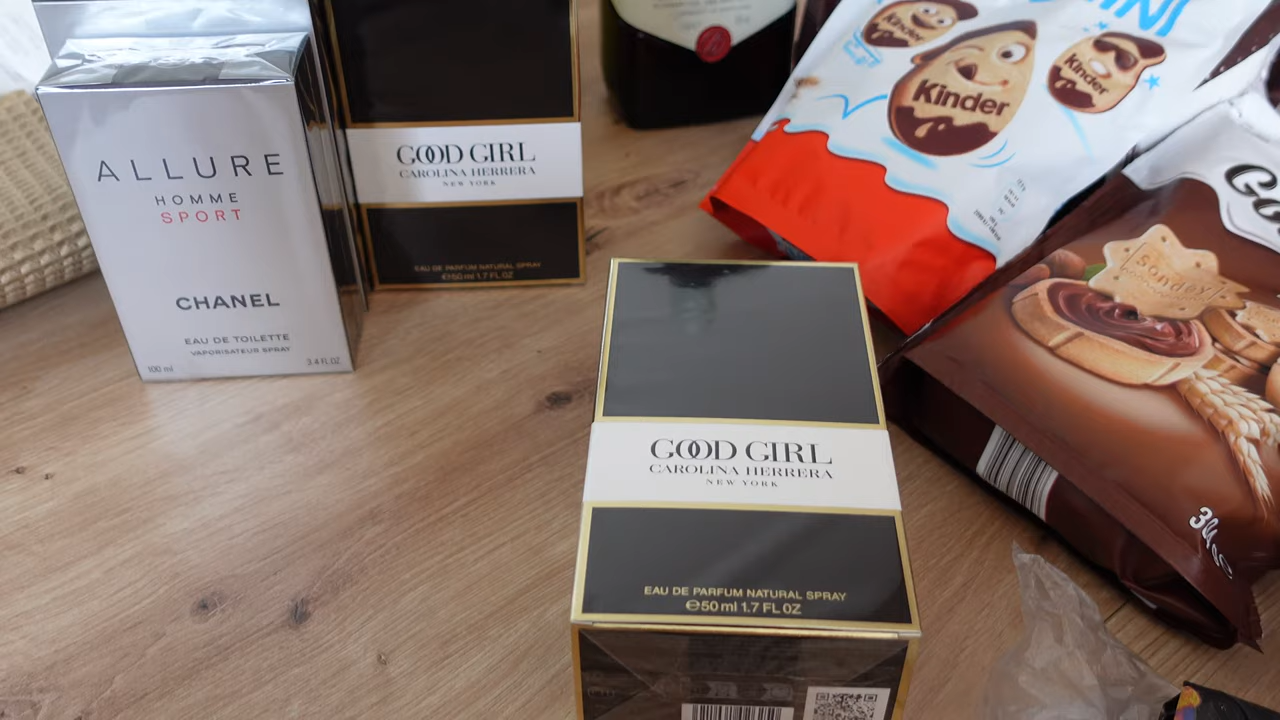 ALLURE
HOMME
SPORT
CHANEL
EAU DE TOILETTE
VAPORISATEUR SPRAY
100 ml
3.4 FL.OZ
GOOD GIRL
CAROLINA HERRERA
NEW YORK
EAU DE PARFUM NATURAL SPRAY
℮50 ml 1.7 FL OZ
Kinder
Kinder
Kinder
sondey
GOOD GIRL
CAROLINA HERRERA
NEW YORK
EAU DE PARFUM NATURAL SPRAY
℮50 ml 1.7 FL OZ